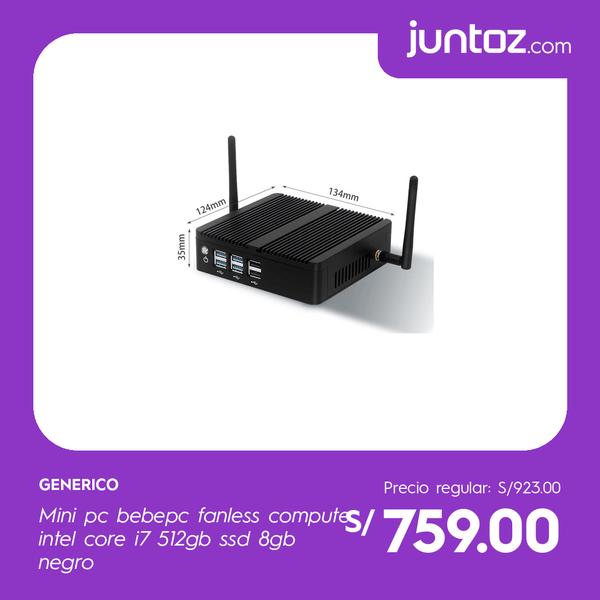 juntoz.com
134mm
124mm
35mm
GENERICO
Precio regular: S/923.00
Mini pc bebepc fanless compute
intel core i7 512gb ssd 8gb
negro
S/ 759.00